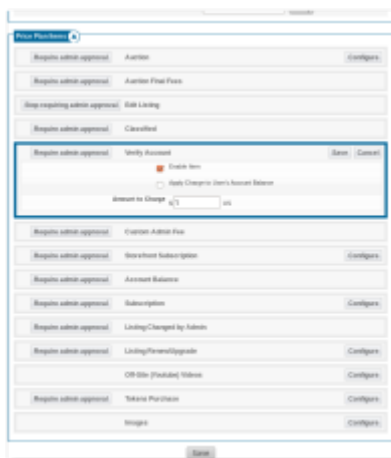 Price Plan Items
Require admin approval Auction Configure
Require admin approval Auction Final Fees
Stop requiring admin approval Edit Listing
Require admin approval Classified
Require admin approval Verify Account Save Cancel
Enable Item
Apply Charge to User's Account Balance
Amount to Charge $
Require admin approval Custom Admin Fee
Require admin approval Storefront Subscription Configure
Require admin approval Account Balance
Require admin approval Subscription Configure
Require admin approval Listing Changed by Admin
Require admin approval Listing Renew/Upgrade Configure
Off-Site (Youtube) Videos Configure
Require admin approval Tokens Purchase Configure
Images Configure
Save